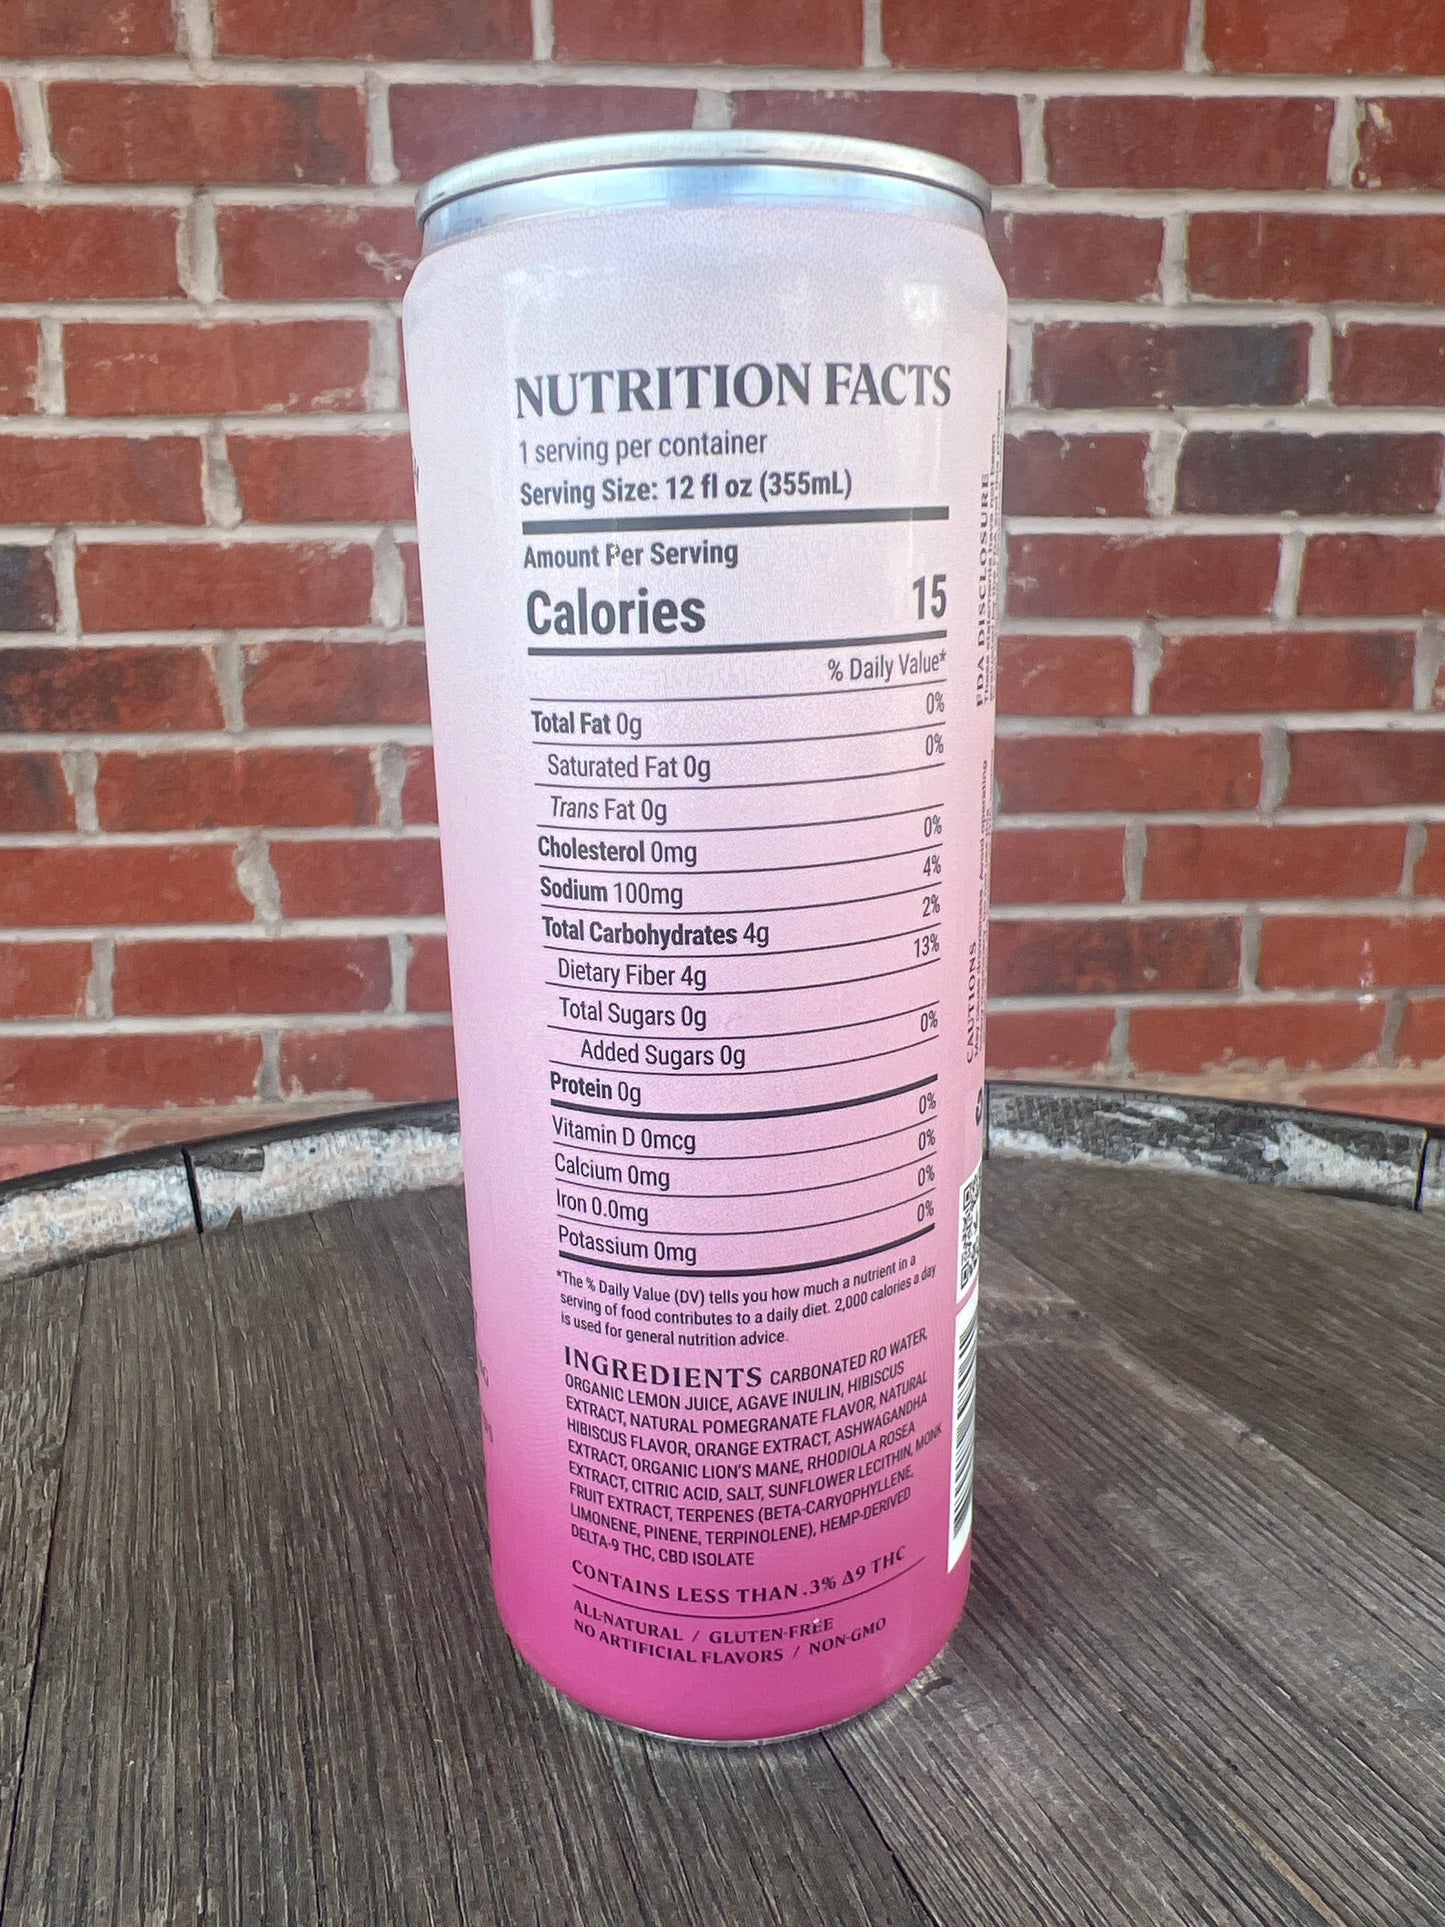 NUTRITION FACTS
1 serving per container
Serving Size: 12 fl oz (355mL)
Amount Per Serving
Calories 15
% Daily Value*
Total Fat 0g 0%
Saturated Fat 0g 0%
Trans Fat 0g
Cholesterol 0mg 0%
Sodium 100mg 4%
Total Carbohydrates 4g 2%
Dietary Fiber 4g 13%
Total Sugars 0g
Added Sugars 0g 0%
Protein 0g
Vitamin D 0mcg 0%
Calcium 0mg 0%
Iron 0.0mg 0%
Potassium 0mg 0%
*The % Daily Value (DV) tells you how much a nutrient in a
serving of food contributes to a daily diet. 2,000 calories a day
is used for general nutrition advice.
INGREDIENTS CARBONATED RO WATER,
ORGANIC LEMON JUICE, AGAVE INULIN, HIBISCUS
EXTRACT, NATURAL POMEGRANATE FLAVOR, NATURAL
HIBISCUS FLAVOR, ORANGE EXTRACT, ASHWAGANDHA
EXTRACT, ORGANIC LION'S MANE, RHODIOLA ROSEA
EXTRACT, CITRIC ACID, SALT, SUNFLOWER LECITHIN, MONK
FRUIT EXTRACT, TERPENES (BETA-CARYOPHYLLENE,
LIMONENE, PINENE, TERPINOLENE), HEMP-DERIVED
DELTA-9 THC, CBD ISOLATE
CONTAINS LESS THAN .3% Δ9 THC
ALL-NATURAL / GLUTEN-FREE
NO ARTIFICIAL FLAVORS / NON-GMO
FDA DISCLOSURE
These statements have not been
CAUTIONS
Avoid operating